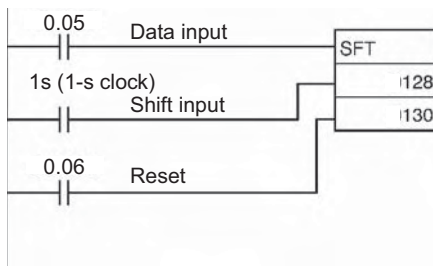 0.05
Data input
SFT
1s (1-s clock)
128
Shift input
130
0.06
Reset